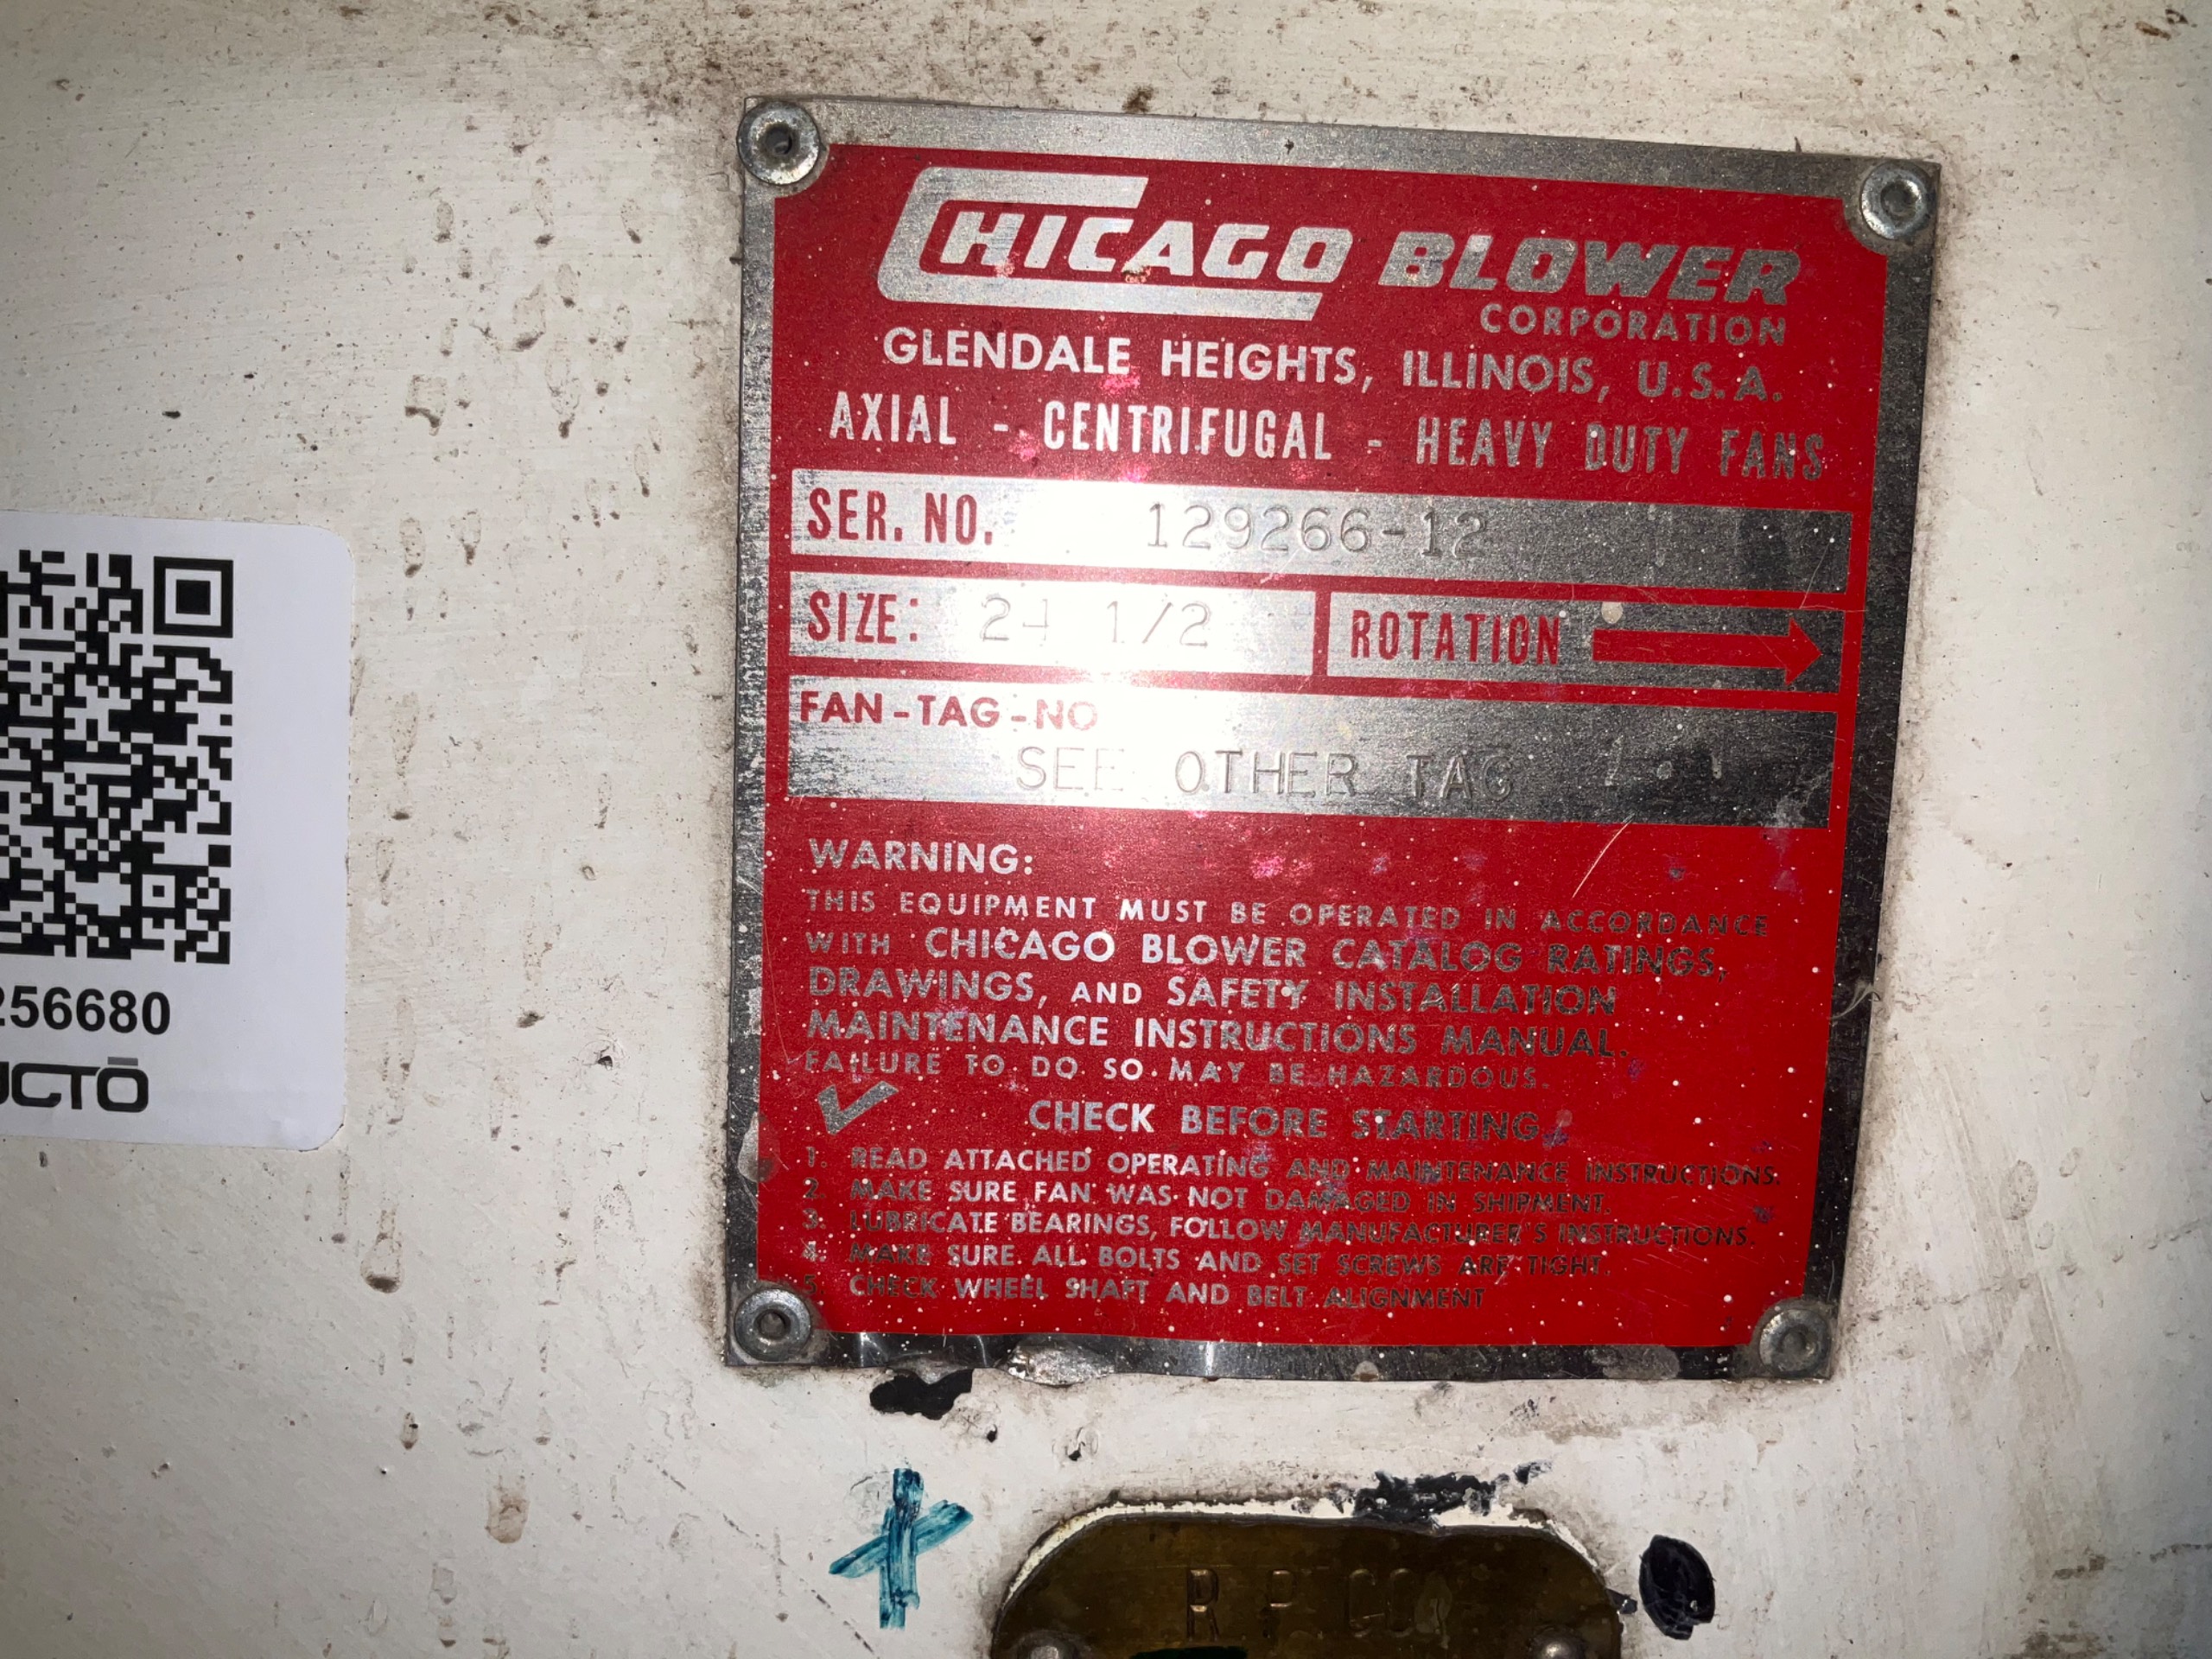 CHICAGO BLOWER
CORPORATION
GLENDALE HEIGHTS, ILLINOIS, U.S.A.
AXIAL - CENTRIFUGAL - HEAVY DUTY FANS
SER. NO. 129266-12
SIZE: 24 1/2
ROTATION
FAN-TAG-NO
SEE OTHER TAG
WARNING:
THIS EQUIPMENT MUST BE OPERATED IN ACCORDANCE
WITH CHICAGO BLOWER CATALOG RATINGS,
DRAWINGS, AND SAFETY INSTALLATION
MAINTENANCE INSTRUCTIONS MANUAL.
FAILURE TO DO SO MAY BE HAZARDOUS.
CHECK BEFORE STARTING
1. READ ATTACHED OPERATING AND MAINTENANCE INSTRUCTIONS.
2. MAKE SURE FAN WAS NOT DAMAGED IN SHIPMENT.
3. LUBRICATE BEARINGS, FOLLOW MANUFACTURER'S INSTRUCTIONS.
4. MAKE SURE ALL BOLTS AND SET SCREWS ARE TIGHT.
5. CHECK WHEEL SHAFT AND BELT ALIGNMENT
256680
UCTŌ